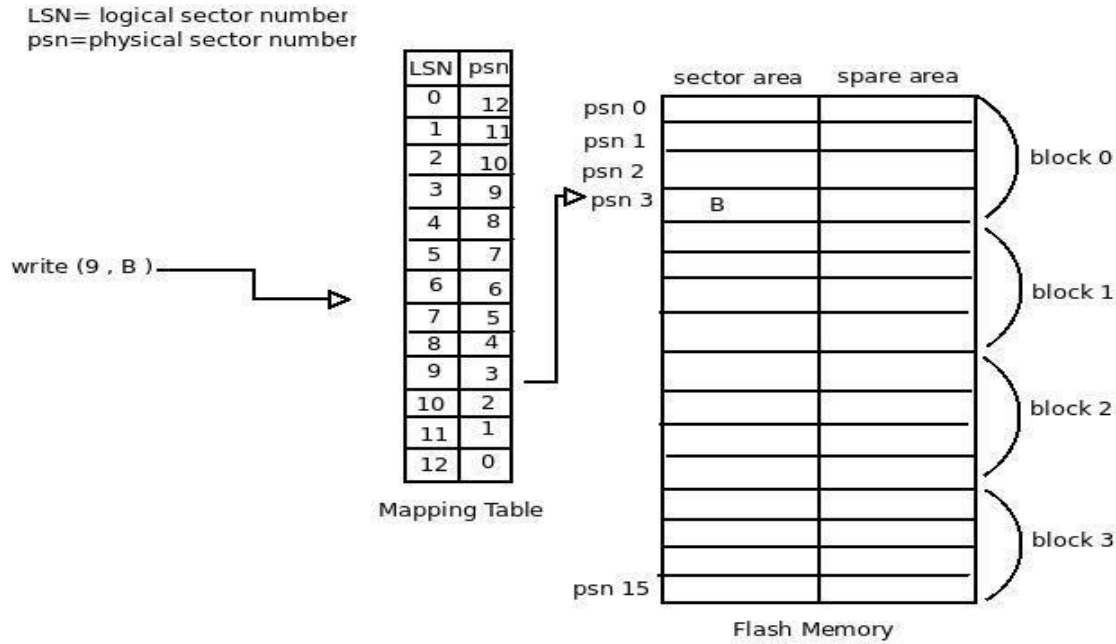 LSN= logical sector number
psn=physical sector number
LSN psn
0 12
1 11
2 10
3 9
4 8
5 7
6 6
7 5
8 4
9 3
10 2
11 1
12 0
Mapping Table
write (9 , B )
sector area spare area
psn 0
psn 1
psn 2
psn 3 B
psn 15
block 0
block 1
block 2
block 3
Flash Memory